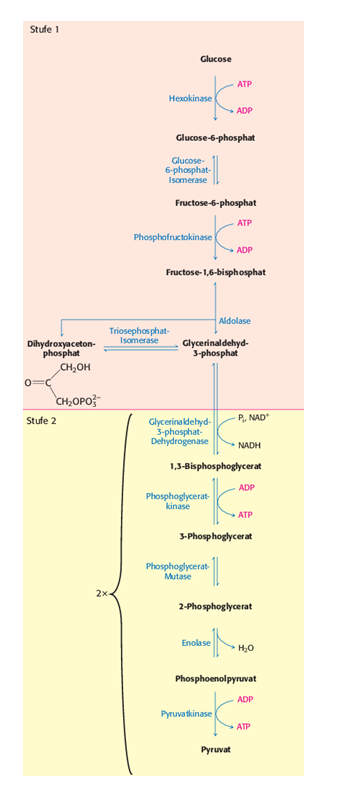 Stufe 1
Glucose
ATP
Hexokinase
ADP
Glucose-6-phosphat
Glucose-
6-phosphat-
Isomerase
Fructose-6-phosphat
ATP
Phosphofructokinase
ADP
Fructose-1,6-bisphosphat
Aldolase
Triosephosphat-
Isomerase
Dihydroxyaceton-
phosphat
Glycerinaldehyd-
3-phosphat
CH₂OH
O=C
CH₂OPO₃²⁻
Stufe 2
Glycerinaldehyd-
3-phosphat-
Dehydrogenase
Pᵢ, NAD⁺
NADH
1,3-Bisphosphoglycerat
ADP
Phosphoglycerat-
kinase
ATP
3-Phosphoglycerat
Phosphoglycerat-
Mutase
2×
2-Phosphoglycerat
Enolase
H₂O
Phosphoenolpyruvat
ADP
Pyruvatkinase
ATP
Pyruvat